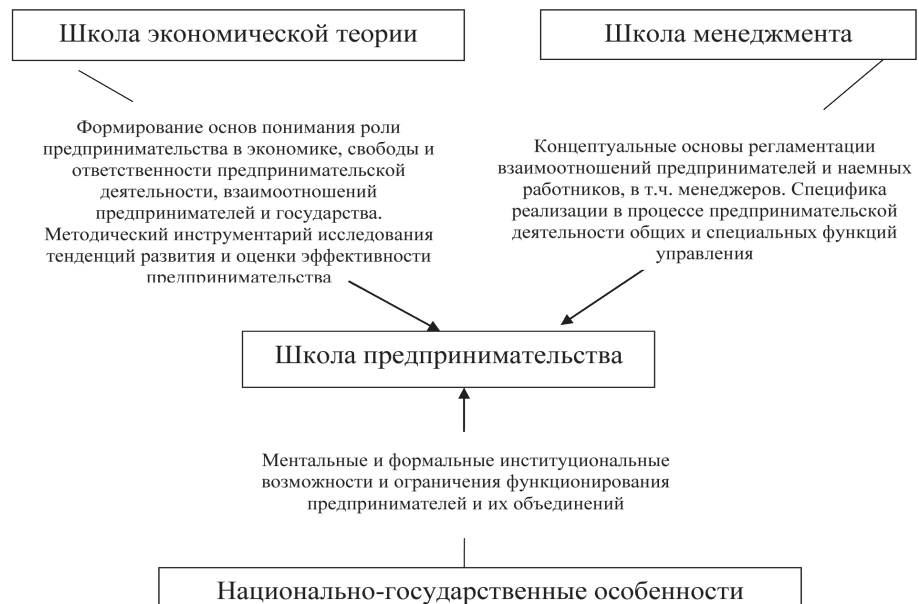 Школа экономической теории
Школа менеджмента
Формирование основ понимания роли
предпринимательства в экономике, свободы и
ответственности предпринимательской
деятельности, взаимоотношений
предпринимателей и государства.
Методический инструментарий исследования
тенденций развития и оценки эффективности
предпринимательства
Концептуальные основы регламентации
взаимоотношений предпринимателей и наемных
работников, в т.ч. менеджеров. Специфика
реализации в процессе предпринимательской
деятельности общих и специальных функций
управления
Школа предпринимательства
Ментальные и формальные институциональные
возможности и ограничения функционирования
предпринимателей и их объединений
Национально-государственные особенности